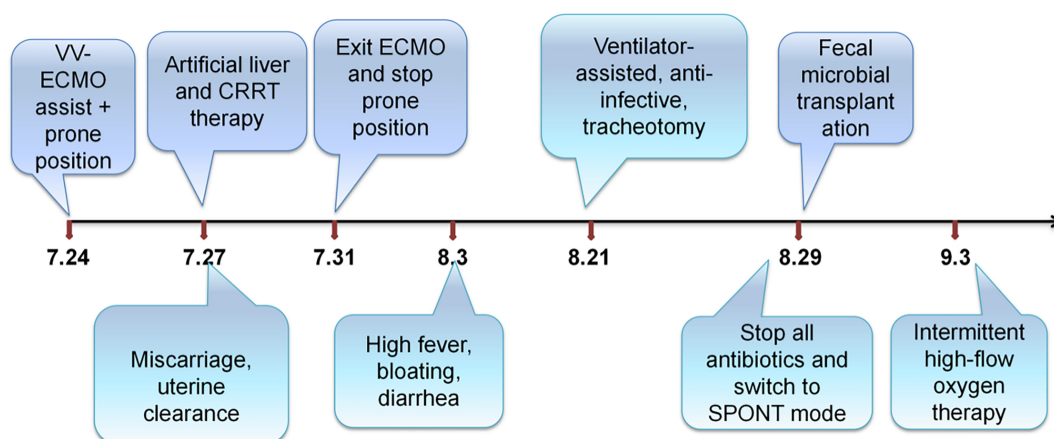 VV-
ECMO
assist +
prone
position
Artificial liver
and CRRT
therapy
Exit ECMO
and stop
prone
position
Ventilator-
assisted, anti-
infective,
tracheotomy
Fecal
microbial
transplant
ation
7.24
7.27
7.31
8.3
8.21
8.29
9.3
Miscarriage,
uterine
clearance
High fever,
bloating,
diarrhea
Stop all
antibiotics and
switch to
SPONT mode
Intermittent
high-flow
oxygen
therapy